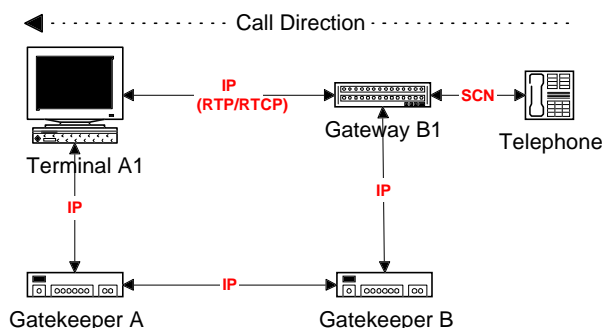 Call Direction
IP
(RTP/RTCP)
SCN
Gateway B1
Telephone
Terminal A1
IP
IP
IP
Gatekeeper A
Gatekeeper B